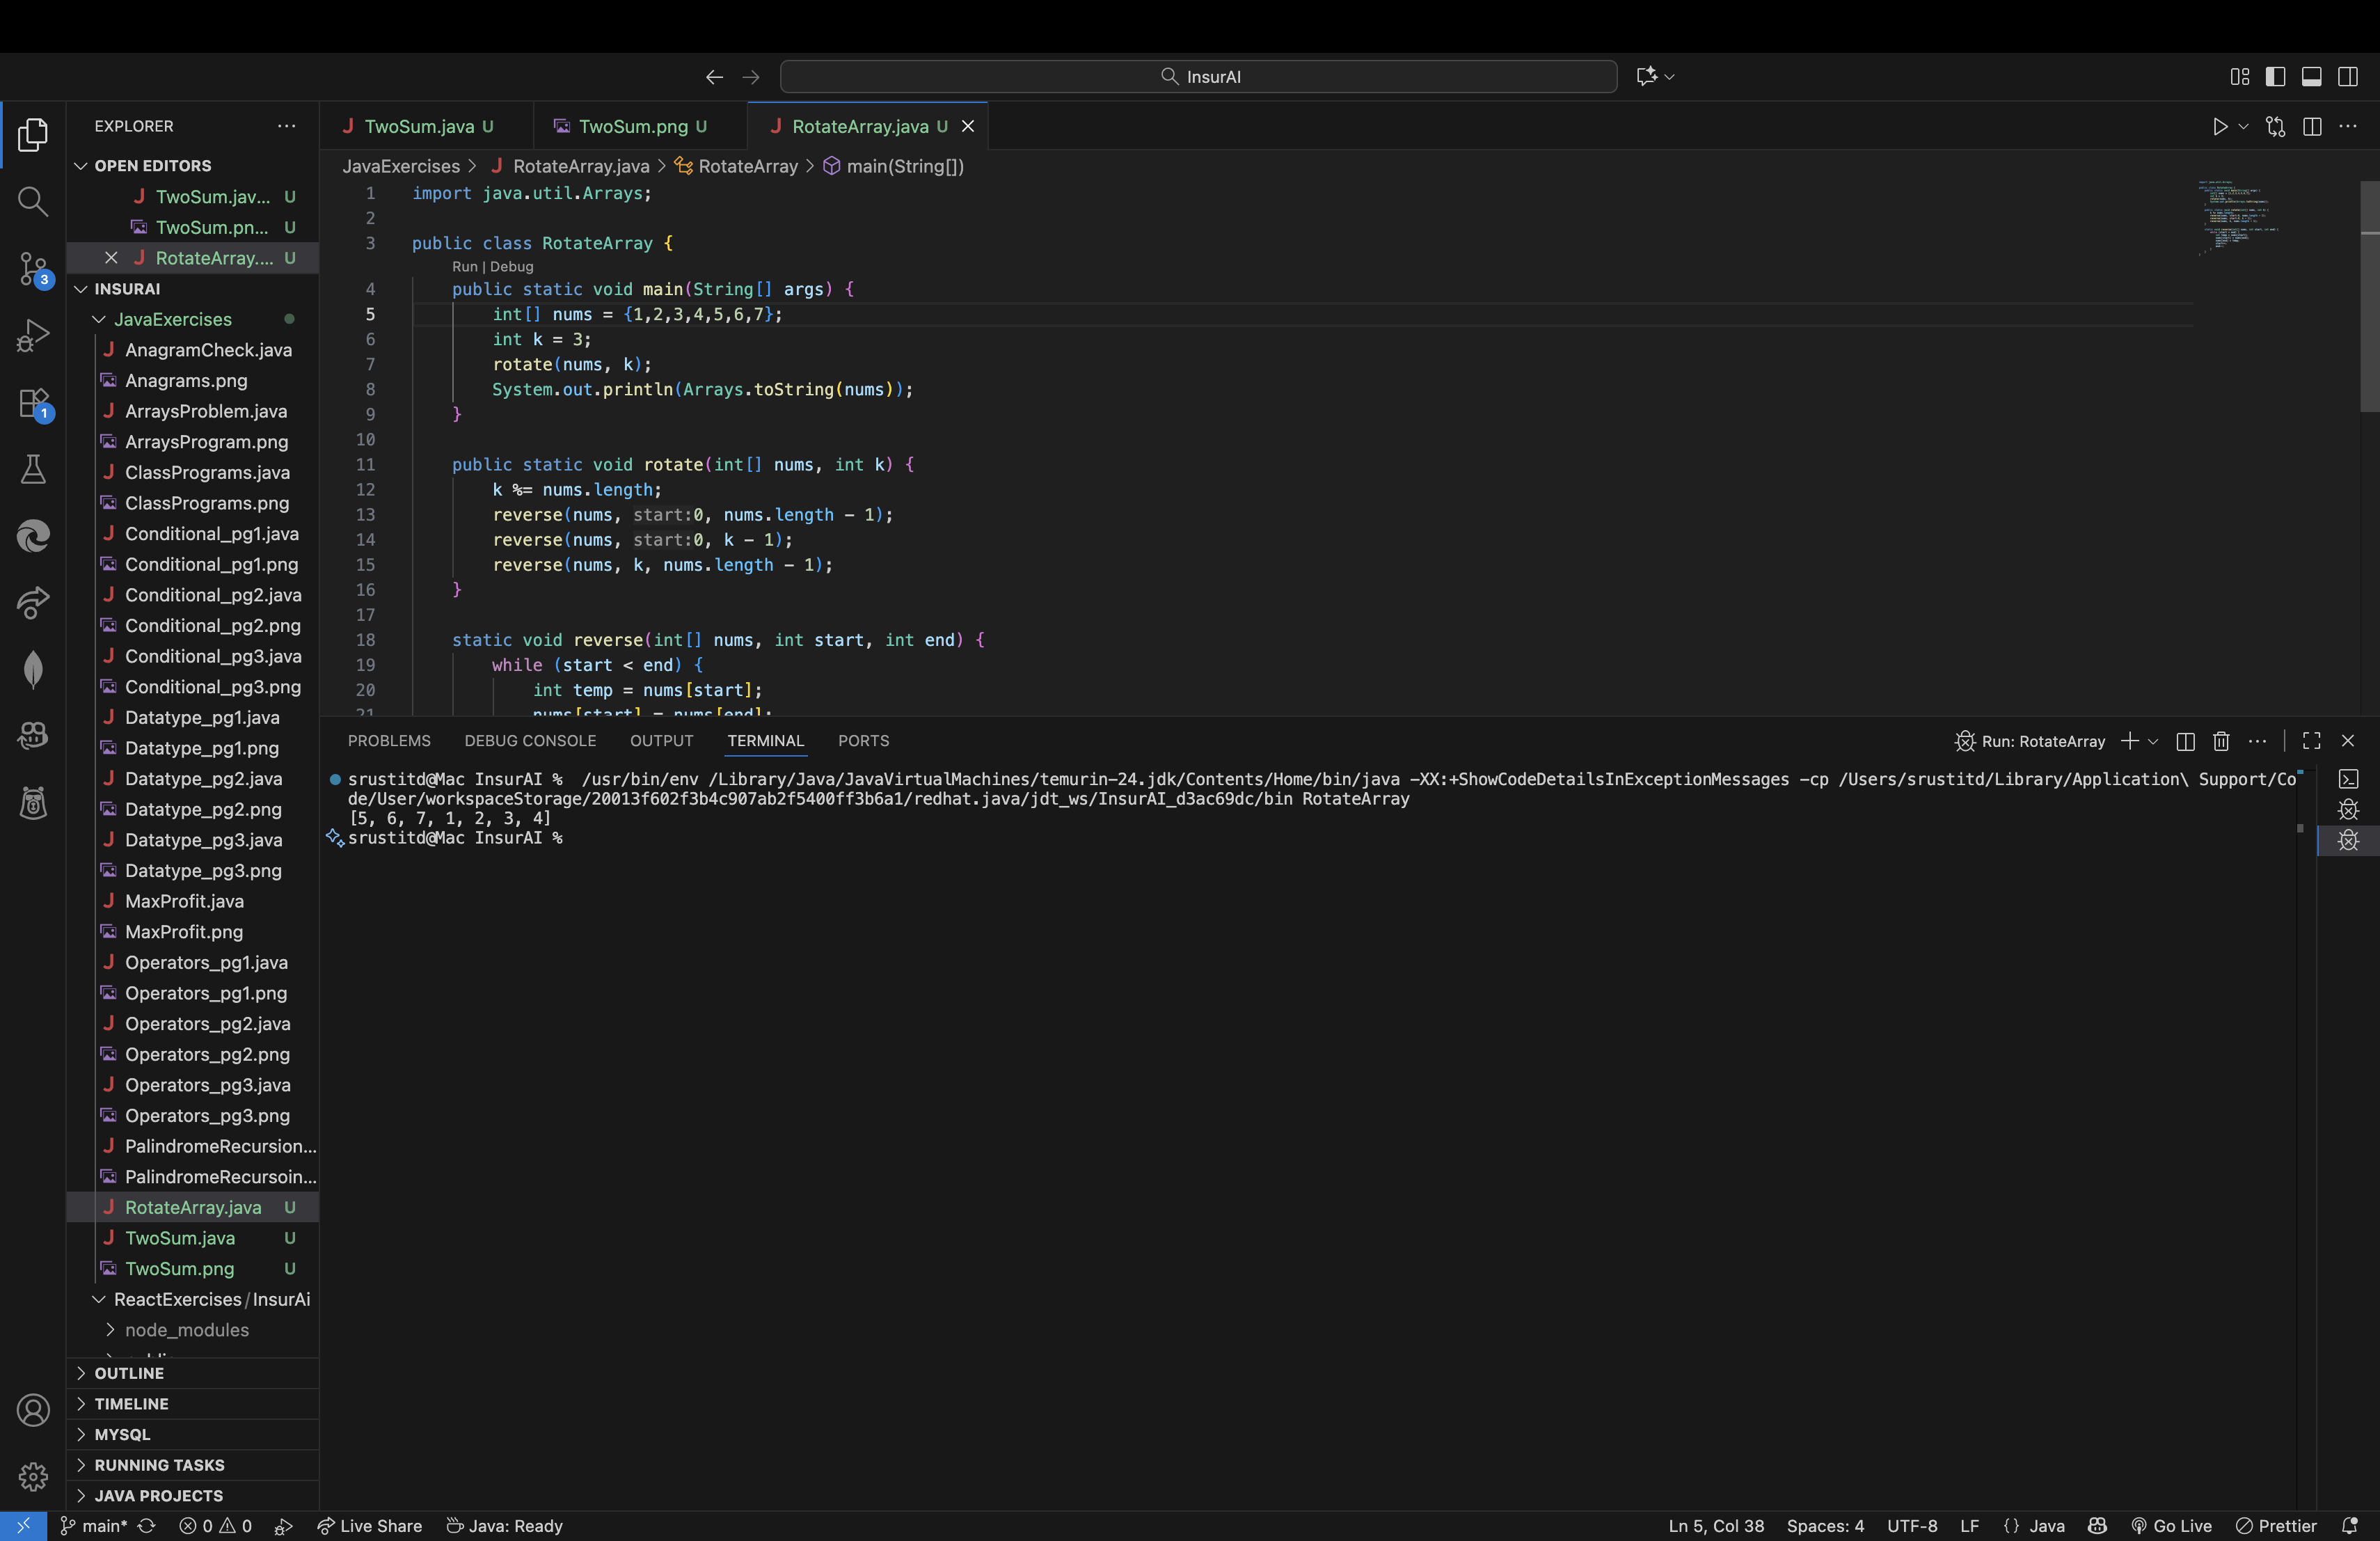 InsurAI
EXPLORER
OPEN EDITORS
TwoSum.jav... U
TwoSum.pn... U
RotateArray.... U
INSURAI
JavaExercises
AnagramCheck.java
Anagrams.png
ArraysProblem.java
ArraysProgram.png
ClassPrograms.java
ClassPrograms.png
Conditional_pg1.java
Conditional_pg1.png
Conditional_pg2.java
Conditional_pg2.png
Conditional_pg3.java
Conditional_pg3.png
Datatype_pg1.java
Datatype_pg1.png
Datatype_pg2.java
Datatype_pg2.png
Datatype_pg3.java
Datatype_pg3.png
MaxProfit.java
MaxProfit.png
Operators_pg1.java
Operators_pg1.png
Operators_pg2.java
Operators_pg2.png
Operators_pg3.java
Operators_pg3.png
PalindromeRecursion...
PalindromeRecursoin...
RotateArray.java U
TwoSum.java U
TwoSum.png U
ReactExercises/InsurAi
node_modules
OUTLINE
TIMELINE
MYSQL
RUNNING TASKS
JAVA PROJECTS
3
1
TwoSum.java U TwoSum.png U RotateArray.java U
JavaExercises > RotateArray.java > RotateArray > main(String[])
1 import java.util.Arrays;
2
3 public class RotateArray {
Run | Debug
4 public static void main(String[] args) {
5 int[] nums = {1,2,3,4,5,6,7};
6 int k = 3;
7 rotate(nums, k);
8 System.out.println(Arrays.toString(nums));
9 }
10
11 public static void rotate(int[] nums, int k) {
12 k %= nums.length;
13 reverse(nums, start:0, nums.length - 1);
14 reverse(nums, start:0, k - 1);
15 reverse(nums, k, nums.length - 1);
16 }
17
18 static void reverse(int[] nums, int start, int end) {
19 while (start < end) {
20 int temp = nums[start];
21 nums[start] = nums[end];
PROBLEMS DEBUG CONSOLE OUTPUT TERMINAL PORTS Run: RotateArray
srustitd@Mac InsurAI % /usr/bin/env /Library/Java/JavaVirtualMachines/temurin-24.jdk/Contents/Home/bin/java -XX:+ShowCodeDetailsInExceptionMessages -cp /Users/srustitd/Library/Application\ Support/Co
de/User/workspaceStorage/20013f602f3b4c907ab2f5400ff3b6a1/redhat.java/jdt_ws/InsurAI_d3ac69dc/bin RotateArray
[5, 6, 7, 1, 2, 3, 4]
srustitd@Mac InsurAI %
main* 0 0 Live Share Java: Ready Ln 5, Col 38 Spaces: 4 UTF-8 LF {} Java Go Live Prettier